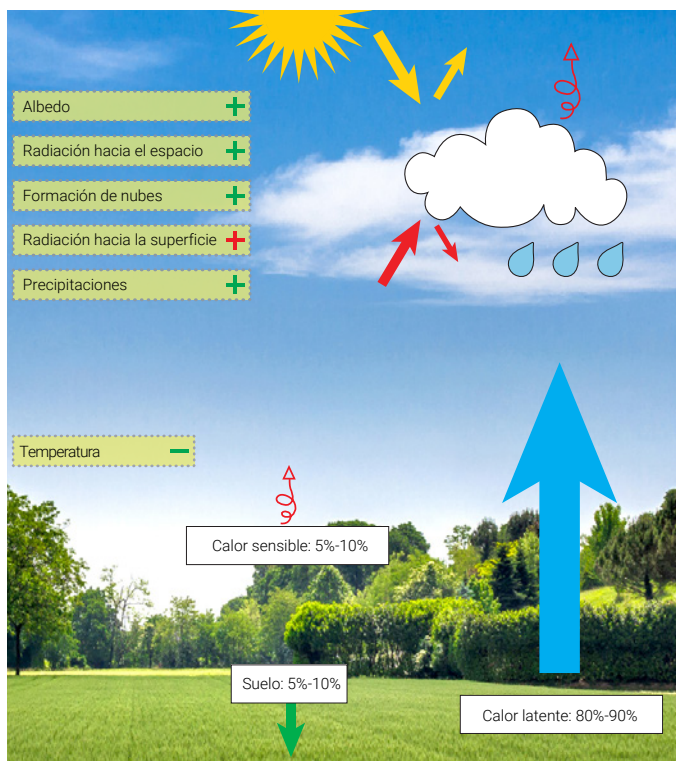 Albedo +
Radiación hacia el espacio +
Formación de nubes +
Radiación hacia la superficie +
Precipitaciones +
Temperatura −
Calor sensible: 5%-10%
Suelo: 5%-10%
Calor latente: 80%-90%